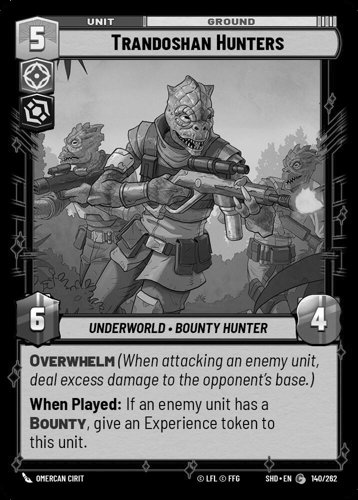 UNIT
GROUND
5
TRANDOSHAN HUNTERS
6
4
UNDERWORLD • BOUNTY HUNTER
OVERWHELM (When attacking an enemy unit,
deal excess damage to the opponent's base.)
When Played: If an enemy unit has a
BOUNTY, give an Experience token to
this unit.
OMERCAN CIRIT
© LFL © FFG
SHD • EN C 140/262